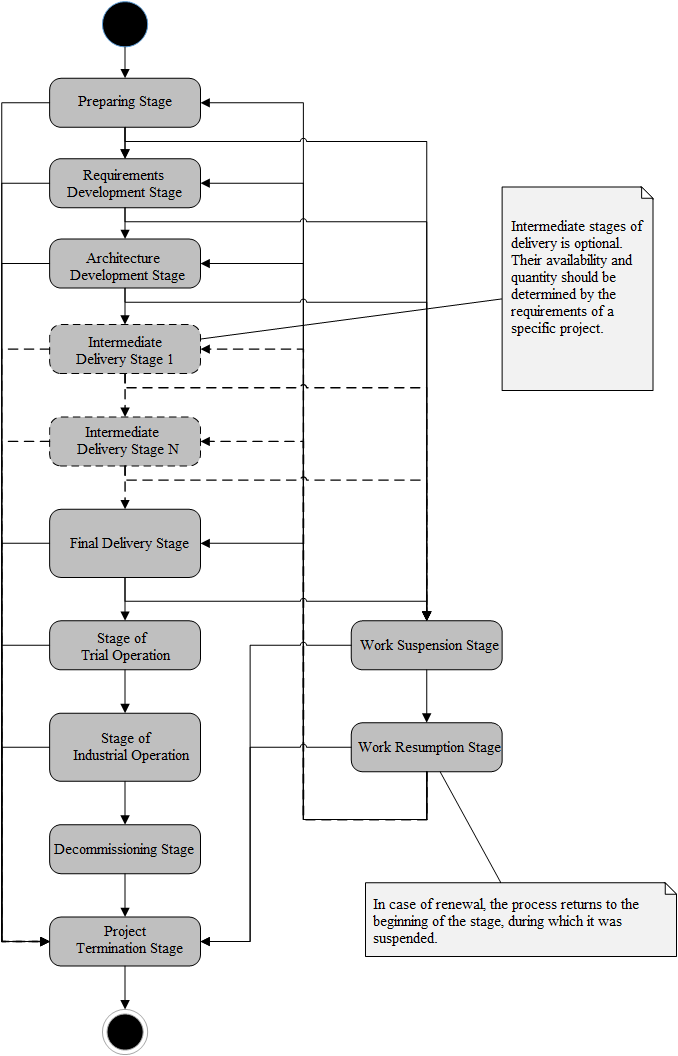 Preparing Stage
Requirements
Development Stage
Architecture
Development Stage
Intermediate stages of
delivery is optional.
Their availability and
quantity should be
determined by the
requirements of a
specific project.
Intermediate
Delivery Stage 1
Intermediate
Delivery Stage N
Final Delivery Stage
Stage of
Trial Operation
Work Suspension Stage
Stage of
Industrial Operation
Work Resumption Stage
Decommissioning Stage
In case of renewal, the process returns to the
beginning of the stage, during which it was
suspended.
Project
Termination Stage